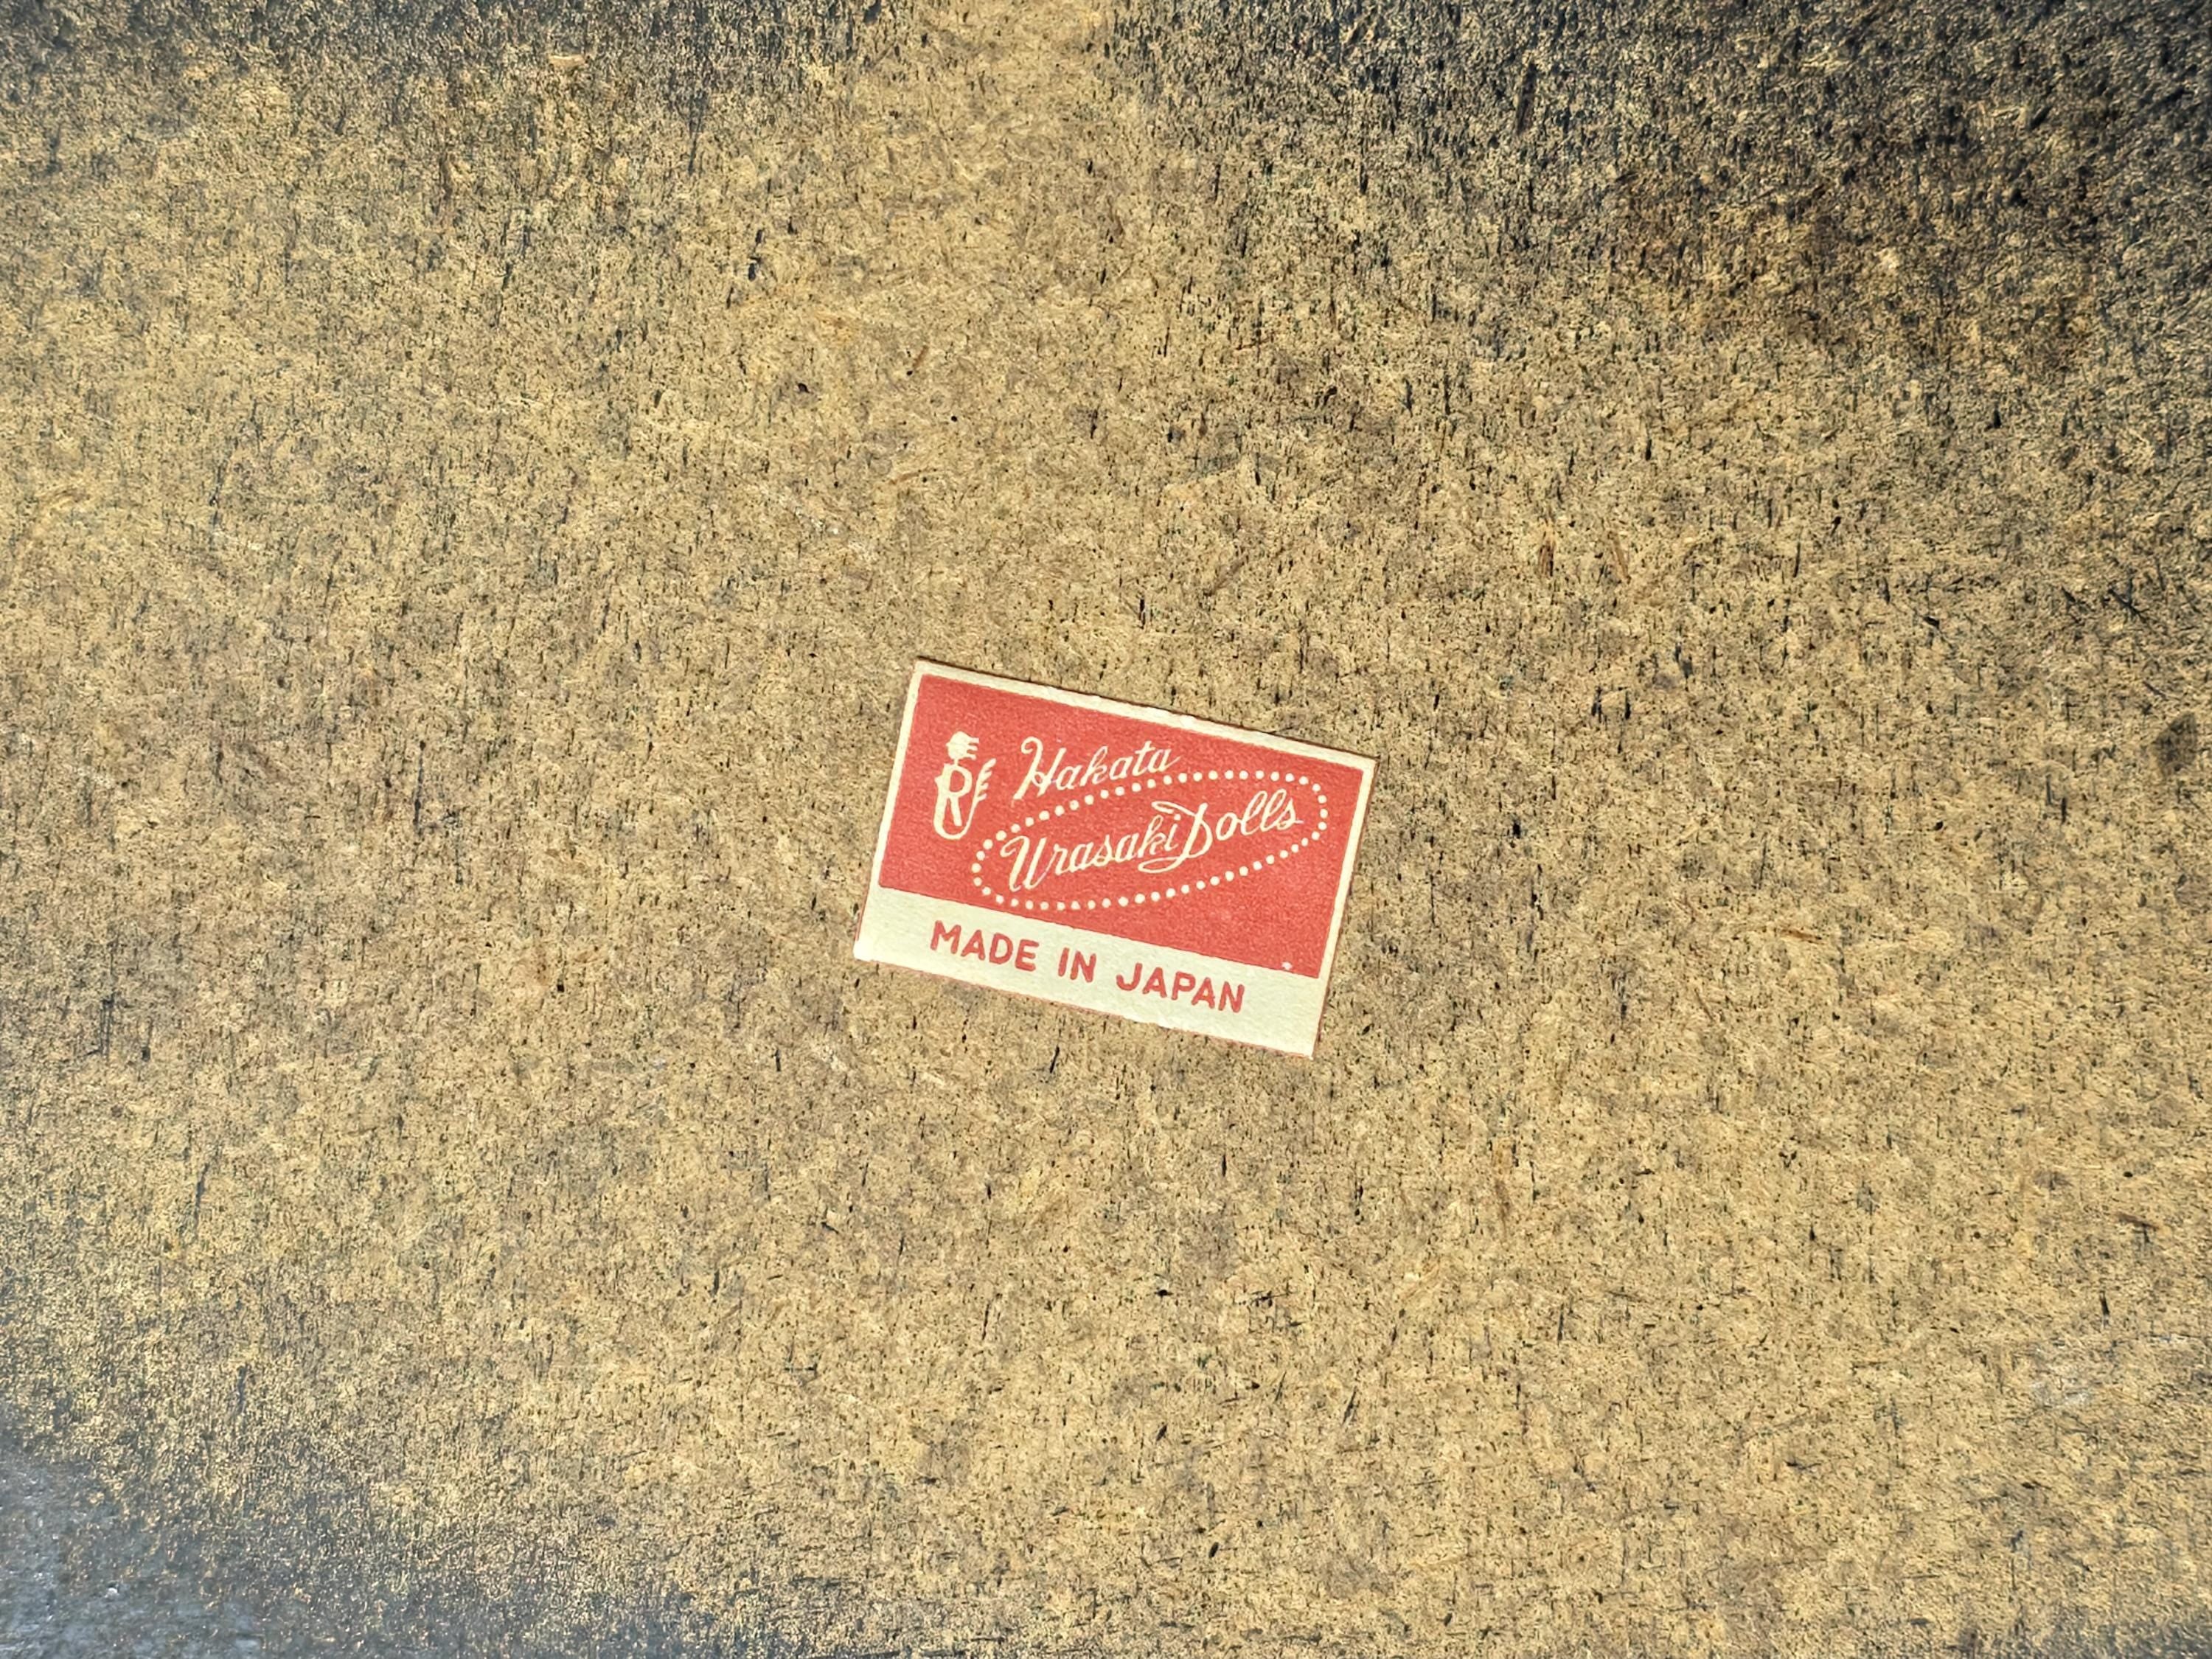 R
Hakata
Urasaki Dolls
MADE IN JAPAN